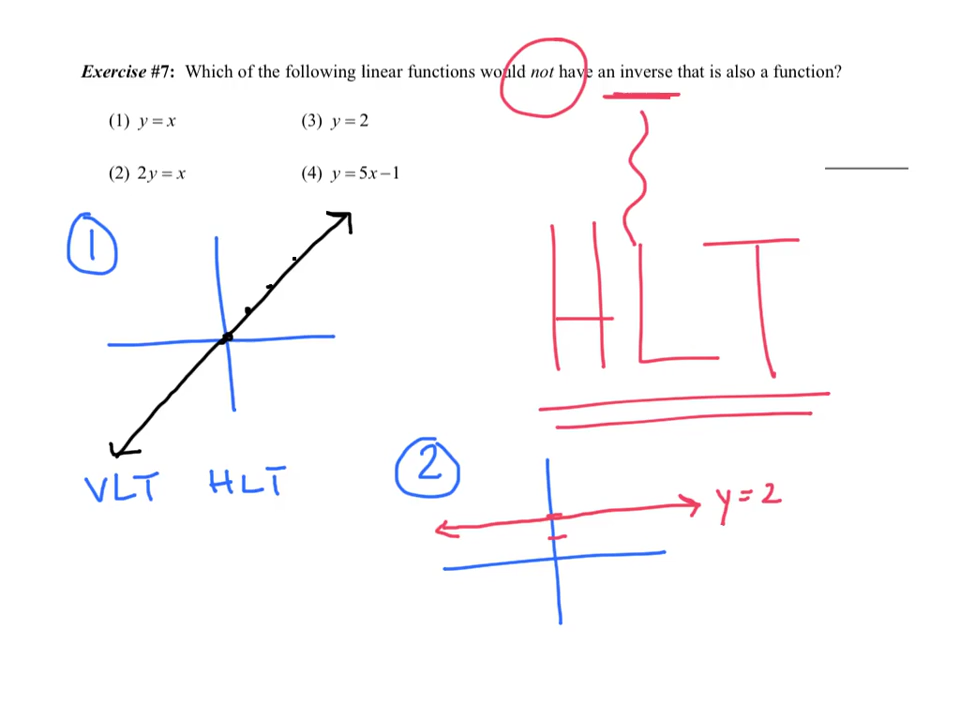 Exercise #7: Which of the following linear functions would not have an inverse that is also a function?
(1) y = x
(3) y = 2
(2) 2y = x
(4) y = 5x − 1
1
HLT
VLT HLT
2
y = 2